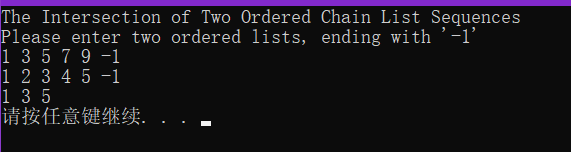 The Intersection of Two Ordered Chain List Sequences
Please enter two ordered lists, ending with '-1'
1 3 5 7 9 -1
1 2 3 4 5 -1
1 3 5
请按任意键继续. . .